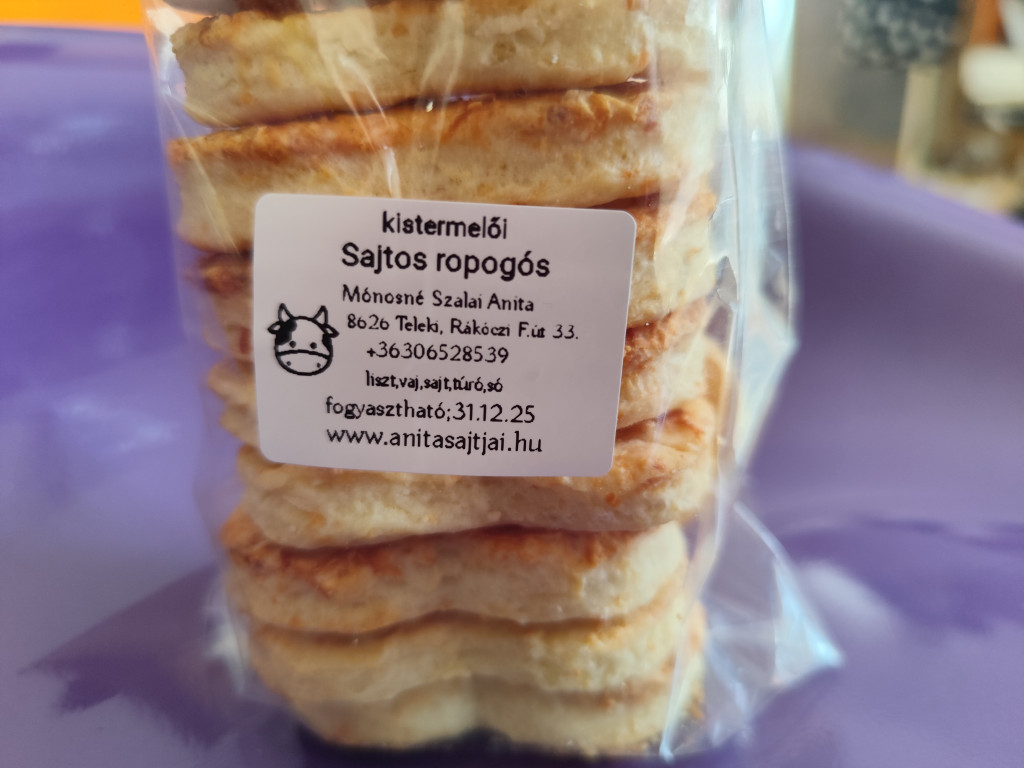 kistermelői
Sajtos ropogós
Mónosné Szalai Anita
8626 Teleki, Rákóczi F.út 33.
+36306528539
liszt,vaj,sajt,túró,só
fogyasztható;31.12.25
www.anitasajtjai.hu